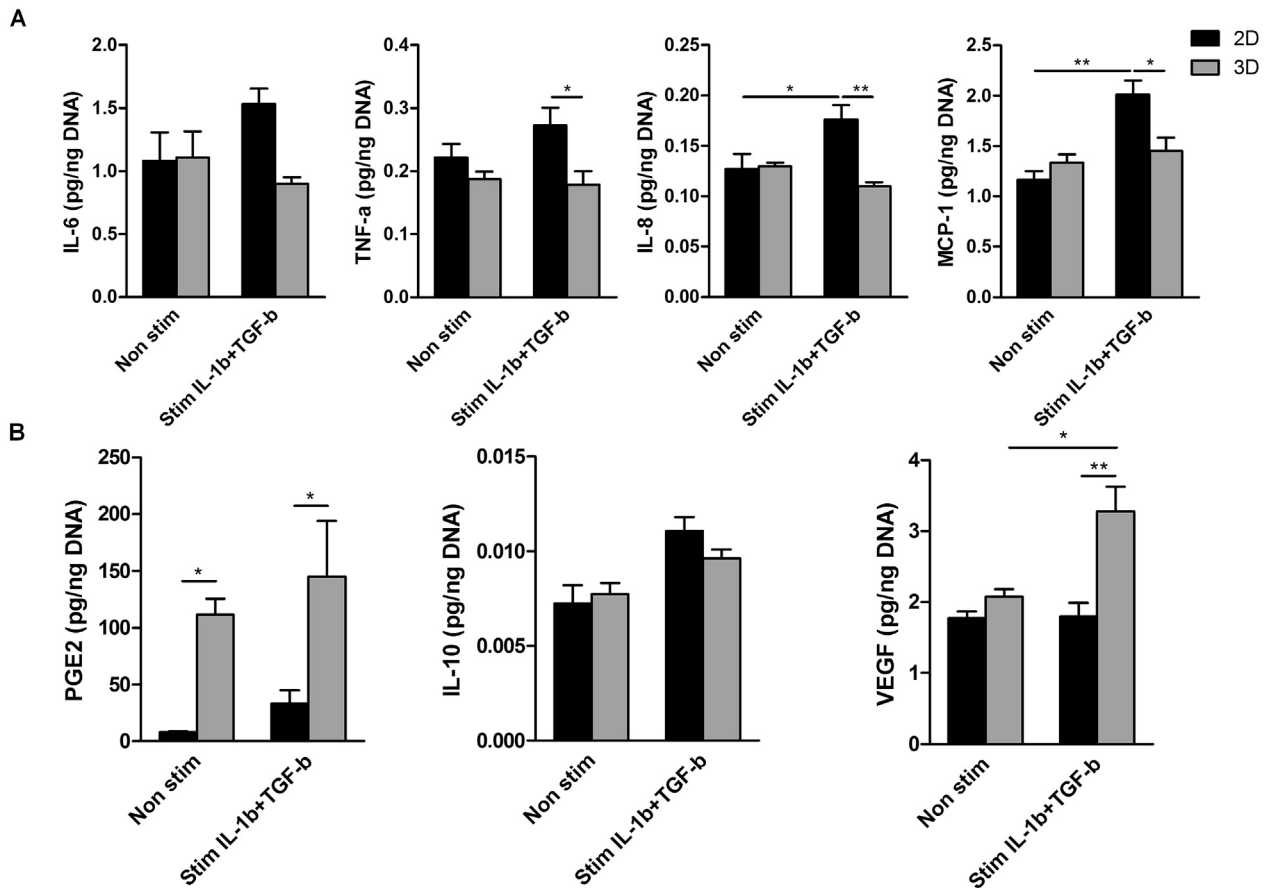 A
2D
3D
IL-6 (pg/ng DNA)
2.0
1.5
1.0
0.5
0.0
Non stim
Stim IL-1b+TGF-b
TNF-a (pg/ng DNA)
0.4
0.3
0.2
0.1
0.0
*
Non stim
Stim IL-1b+TGF-b
IL-8 (pg/ng DNA)
0.25
0.20
0.15
0.10
0.05
0.00
* **
Non stim
Stim IL-1b+TGF-b
MCP-1 (pg/ng DNA)
2.5
2.0
1.5
1.0
0.5
0.0
** *
Non stim
Stim IL-1b+TGF-b
B
PGE2 (pg/ng DNA)
250
200
150
100
50
0
*
*
Non stim
Stim IL-1b+TGF-b
IL-10 (pg/ng DNA)
0.015
0.010
0.005
0.000
Non stim
Stim IL-1b+TGF-b
VEGF (pg/ng DNA)
4
3
2
1
0
*
**
Non stim
Stim IL-1b+TGF-b